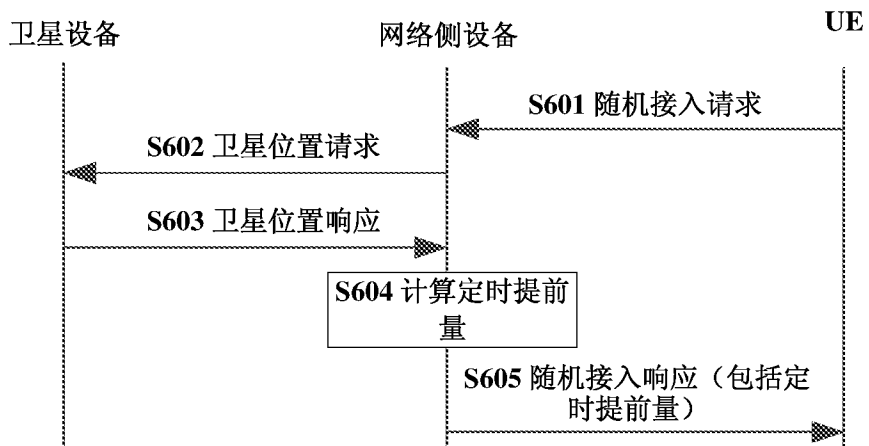 卫星设备
网络侧设备
UE
S601 随机接入请求
S602 卫星位置请求
S603 卫星位置响应
S604 计算定时提前
量
S605 随机接入响应（包括定
时提前量）